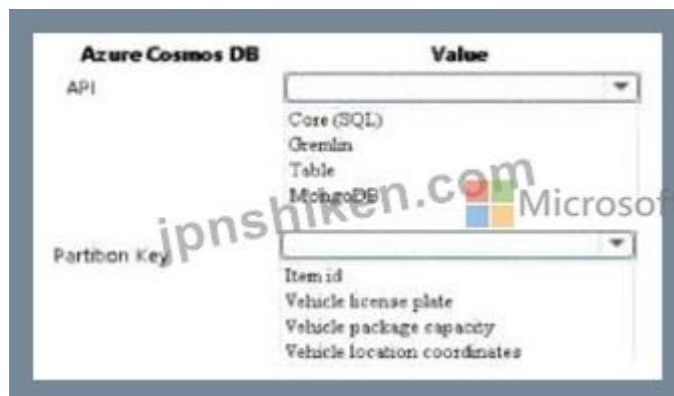 Azure Cosmos DB Value
API
Core (SQL)
Gremlin
Table
MongoDB
jpnshiken.com
Microsof
Partition Key
Item id
Vehicle license plate
Vehicle package capacity
Vehicle location coordinates